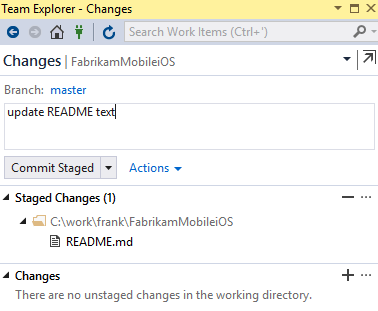 Team Explorer - Changes
Search Work Items (Ctrl+')
Changes | FabrikamMobileiOS
Branch: master
update README text
Commit Staged Actions
Staged Changes (1)
C:\work\frank\FabrikamMobileiOS
README.md
Changes
There are no unstaged changes in the working directory.